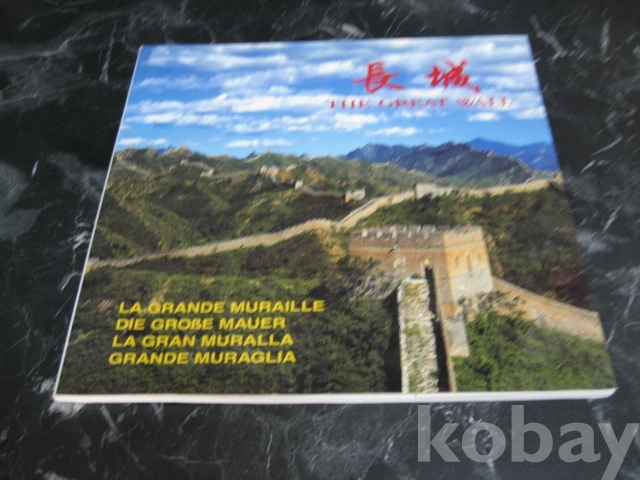 長城
THE GREAT WALL
LA GRANDE MURAILLE
DIE GROßE MAUER
LA GRAN MURALLA
GRANDE MURAGLIA
kobay